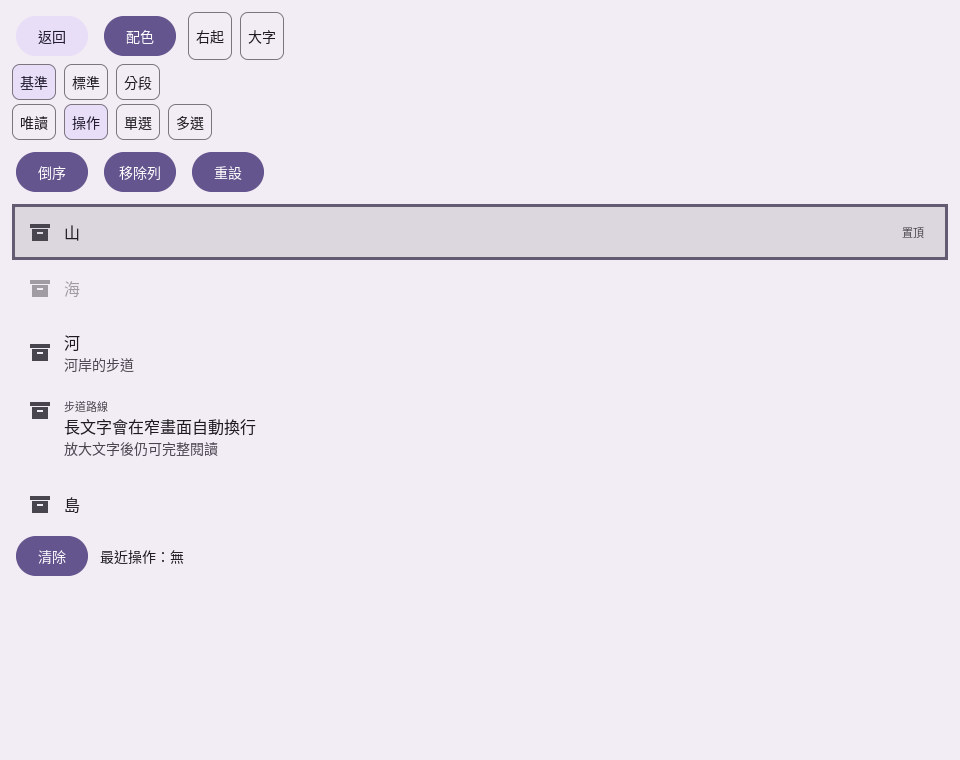 返回 配色 右起 大字
基準 標準 分段
唯讀 操作 單選 多選
倒序 移除列 重設
山 置頂
海
河
河岸的步道
步道路線
長文字會在窄畫面自動換行
放大文字後仍可完整閱讀
島
清除 最近操作：無